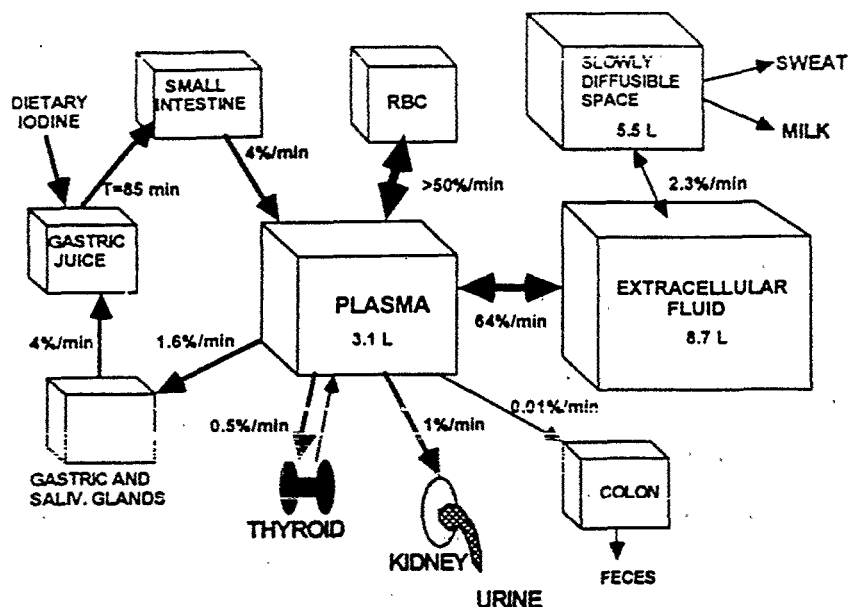 DIETARY
IODINE
SMALL
INTESTINE
RBC
SLOWLY
DIFFUSIBLE
SPACE
5.5 L
SWEAT
MILK
T=85 min
4%/min
>50%/min
2.3%/min
GASTRIC
JUICE
PLASMA
3.1 L
64%/min
EXTRACELLULAR
FLUID
8.7 L
4%/min
1.6%/min
0.5%/min
1%/min
0.01%/min
GASTRIC AND
SALIV. GLANDS
THYROID
KIDNEY
URINE
COLON
FECES